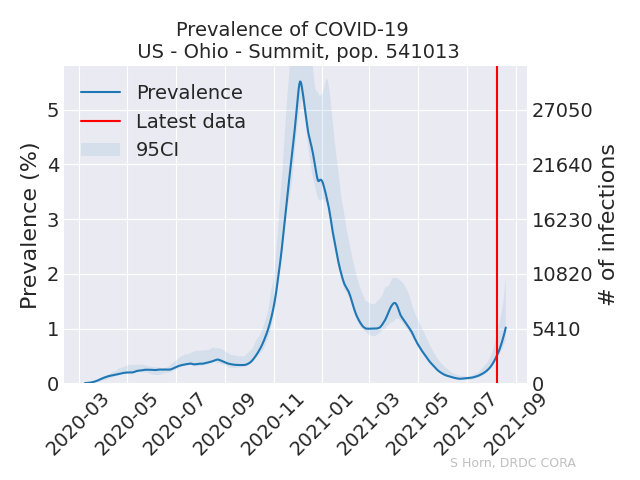 Prevalence of COVID-19
US - Ohio - Summit, pop. 541013
Prevalence
Latest data
95CI
Prevalence (%)
5
4
3
2
1
0
27050
21640
16230
10820
5410
0
# of infections
2020-03
2020-05
2020-07
2020-09
2020-11
2021-01
2021-03
2021-05
2021-07
2021-09
S Horn, DRDC CORA